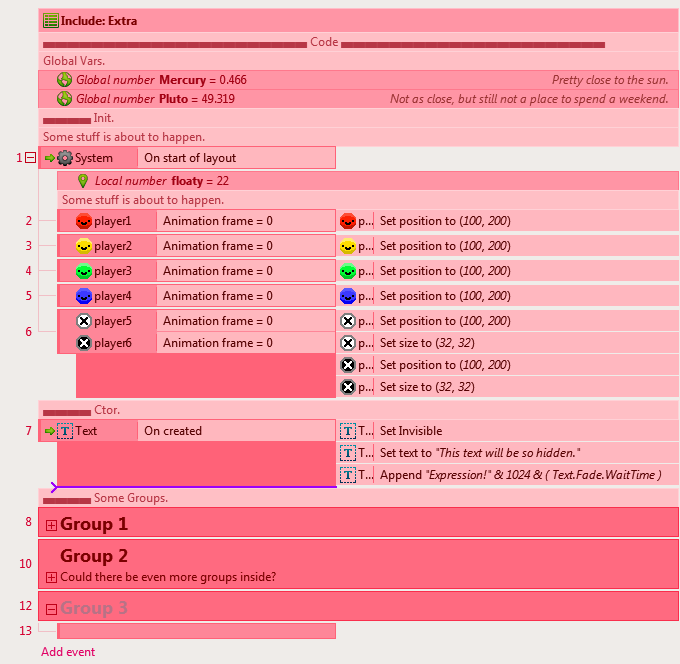 Include: Extra
Code
Global Vars.
Global number Mercury = 0.466 Pretty close to the sun.
Global number Pluto = 49.319 Not as close, but still not a place to spend a weekend.
Init.
Some stuff is about to happen.
1 System On start of layout
Local number floaty = 22
Some stuff is about to happen.
2 player1 Animation frame = 0 p... Set position to (100, 200)
3 player2 Animation frame = 0 p... Set position to (100, 200)
4 player3 Animation frame = 0 p... Set position to (100, 200)
5 player4 Animation frame = 0 p... Set position to (100, 200)
6 player5 Animation frame = 0 p... Set position to (100, 200)
player6 Animation frame = 0 p... Set size to (32, 32)
p... Set position to (100, 200)
p... Set size to (32, 32)
Ctor.
7 T Text On created T T... Set Invisible
T T... Set text to "This text will be so hidden."
T T... Append "Expression!" & 1024 & ( Text.Fade.WaitTime )
Some Groups.
8 Group 1
10 Group 2
Could there be even more groups inside?
12 Group 3
13
Add event